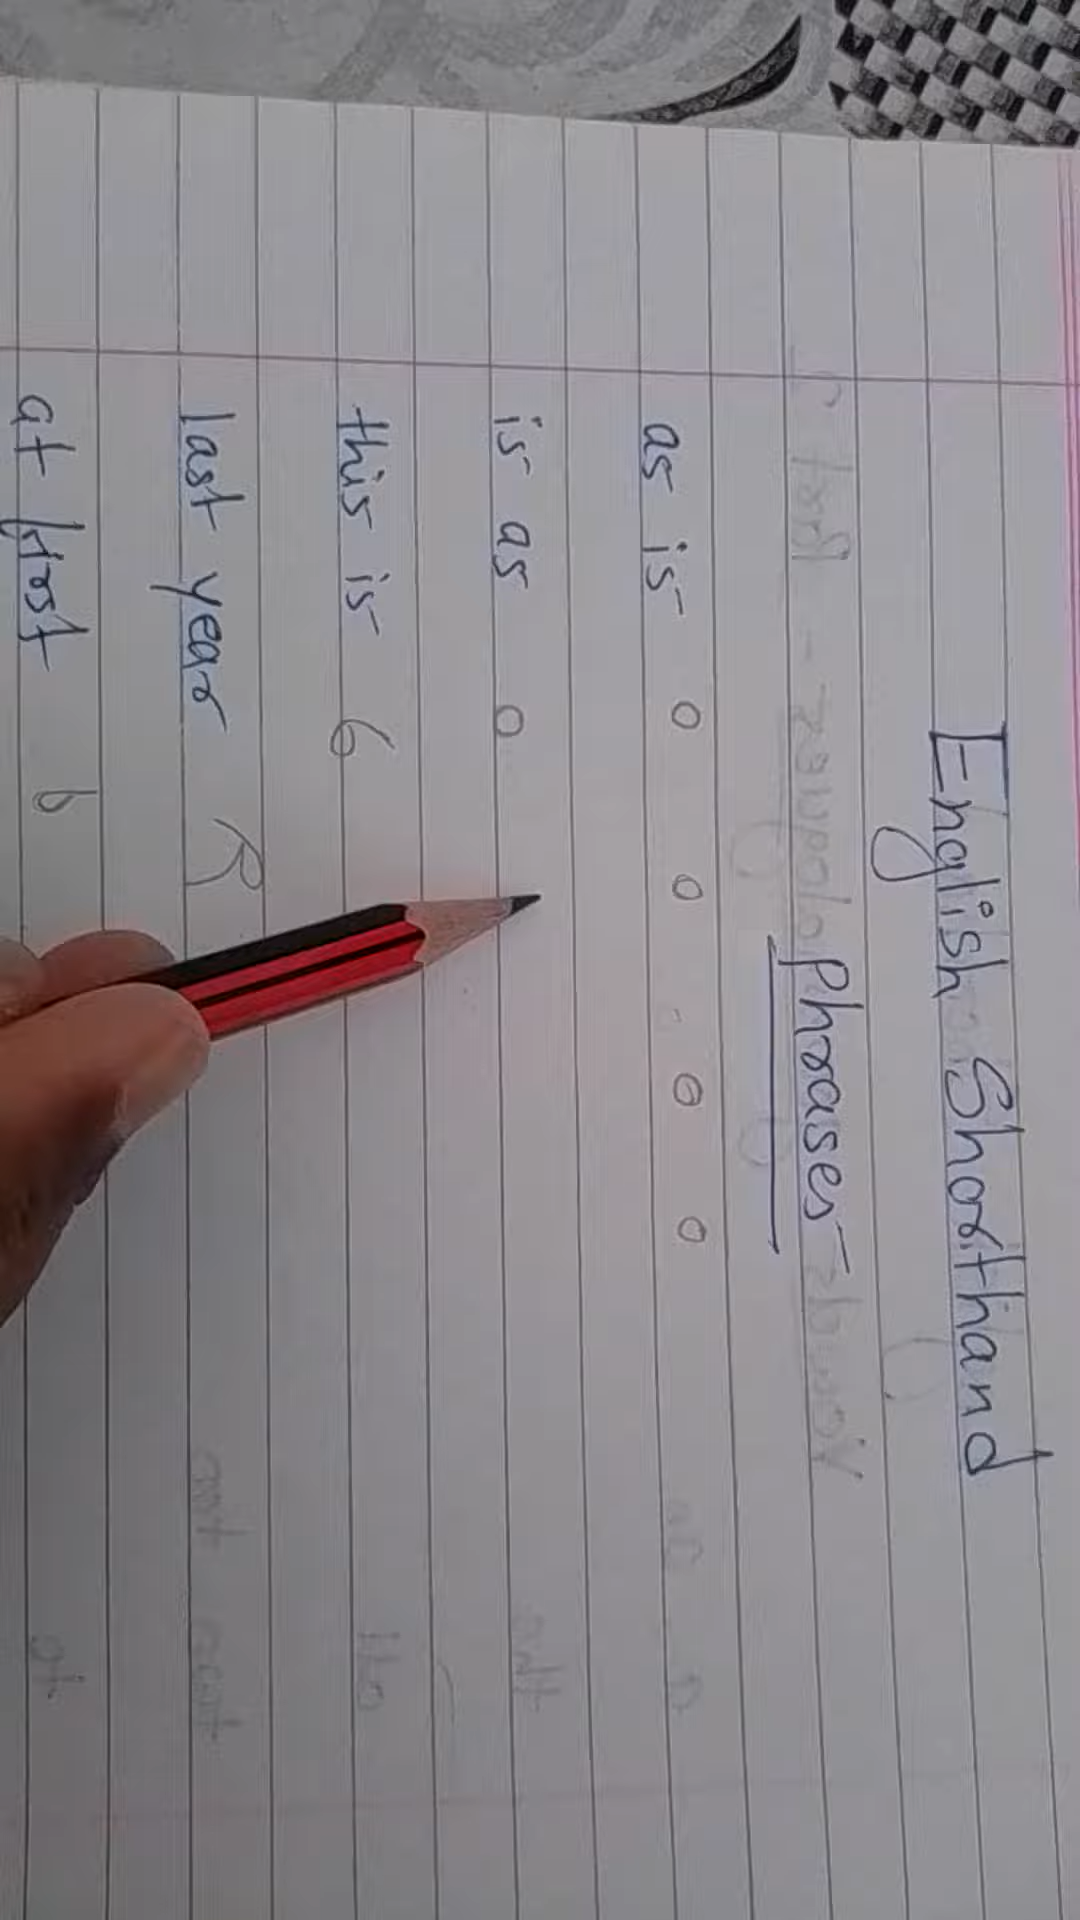 English Shorthand
Phrases
as is
is as
this is
last year
at first